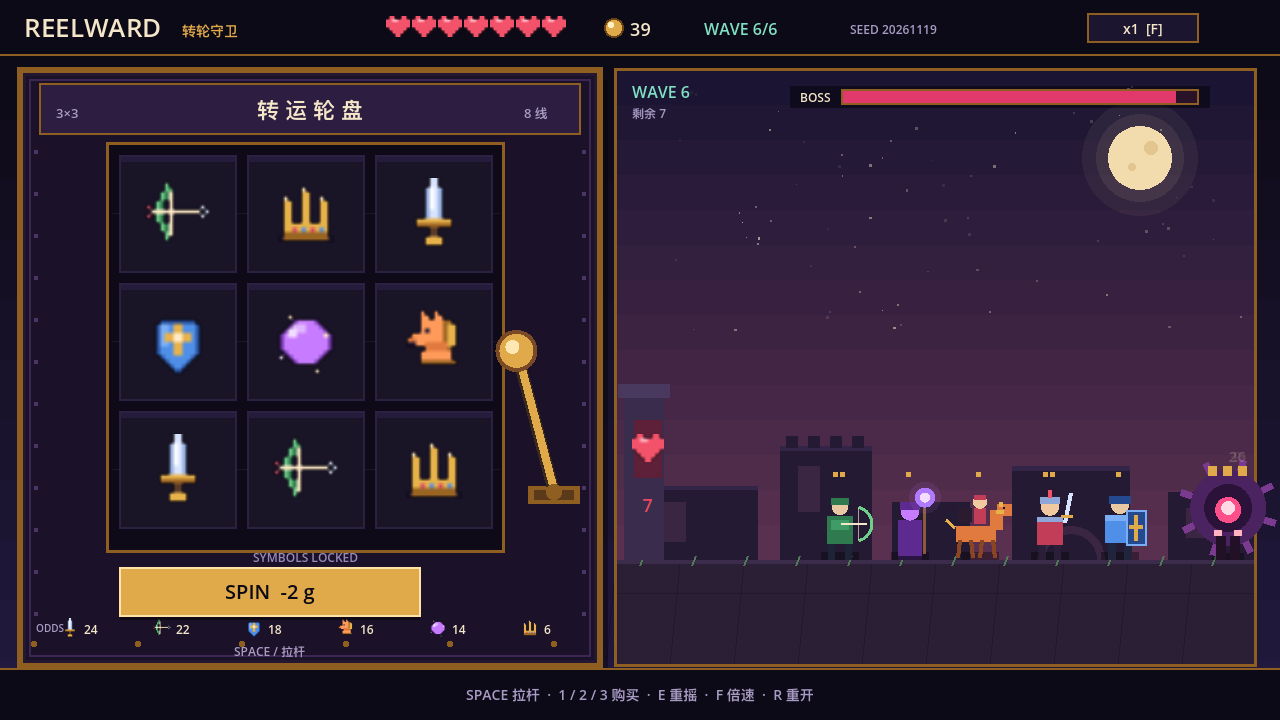 REELWARD 转轮守卫 39 WAVE 6/6 SEED 20261119 x1 [F]
3×3 转运轮盘 8 线
WAVE 6 BOSS
剩余 7
26
7
SYMBOLS LOCKED
SPIN -2 g
ODDS 24 22 18 16 14 6
SPACE / 拉杆
SPACE 拉杆 · 1 / 2 / 3 购买 · E 重摇 · F 倍速 · R 重开